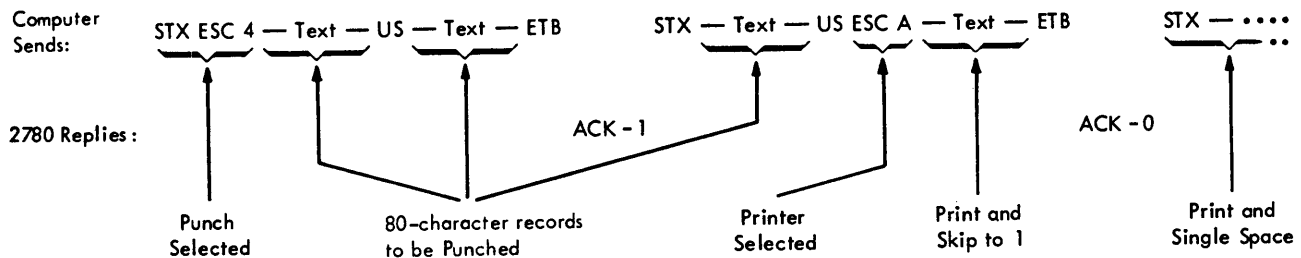 Computer
Sends:
STX ESC 4 — Text — US — Text — ETB
STX — Text — US ESC A — Text — ETB
STX — ••••
••
2780 Replies:
ACK - 1
ACK - 0
Punch
Selected
80-character records
to be Punched
Printer
Selected
Print and
Skip to 1
Print and
Single Space